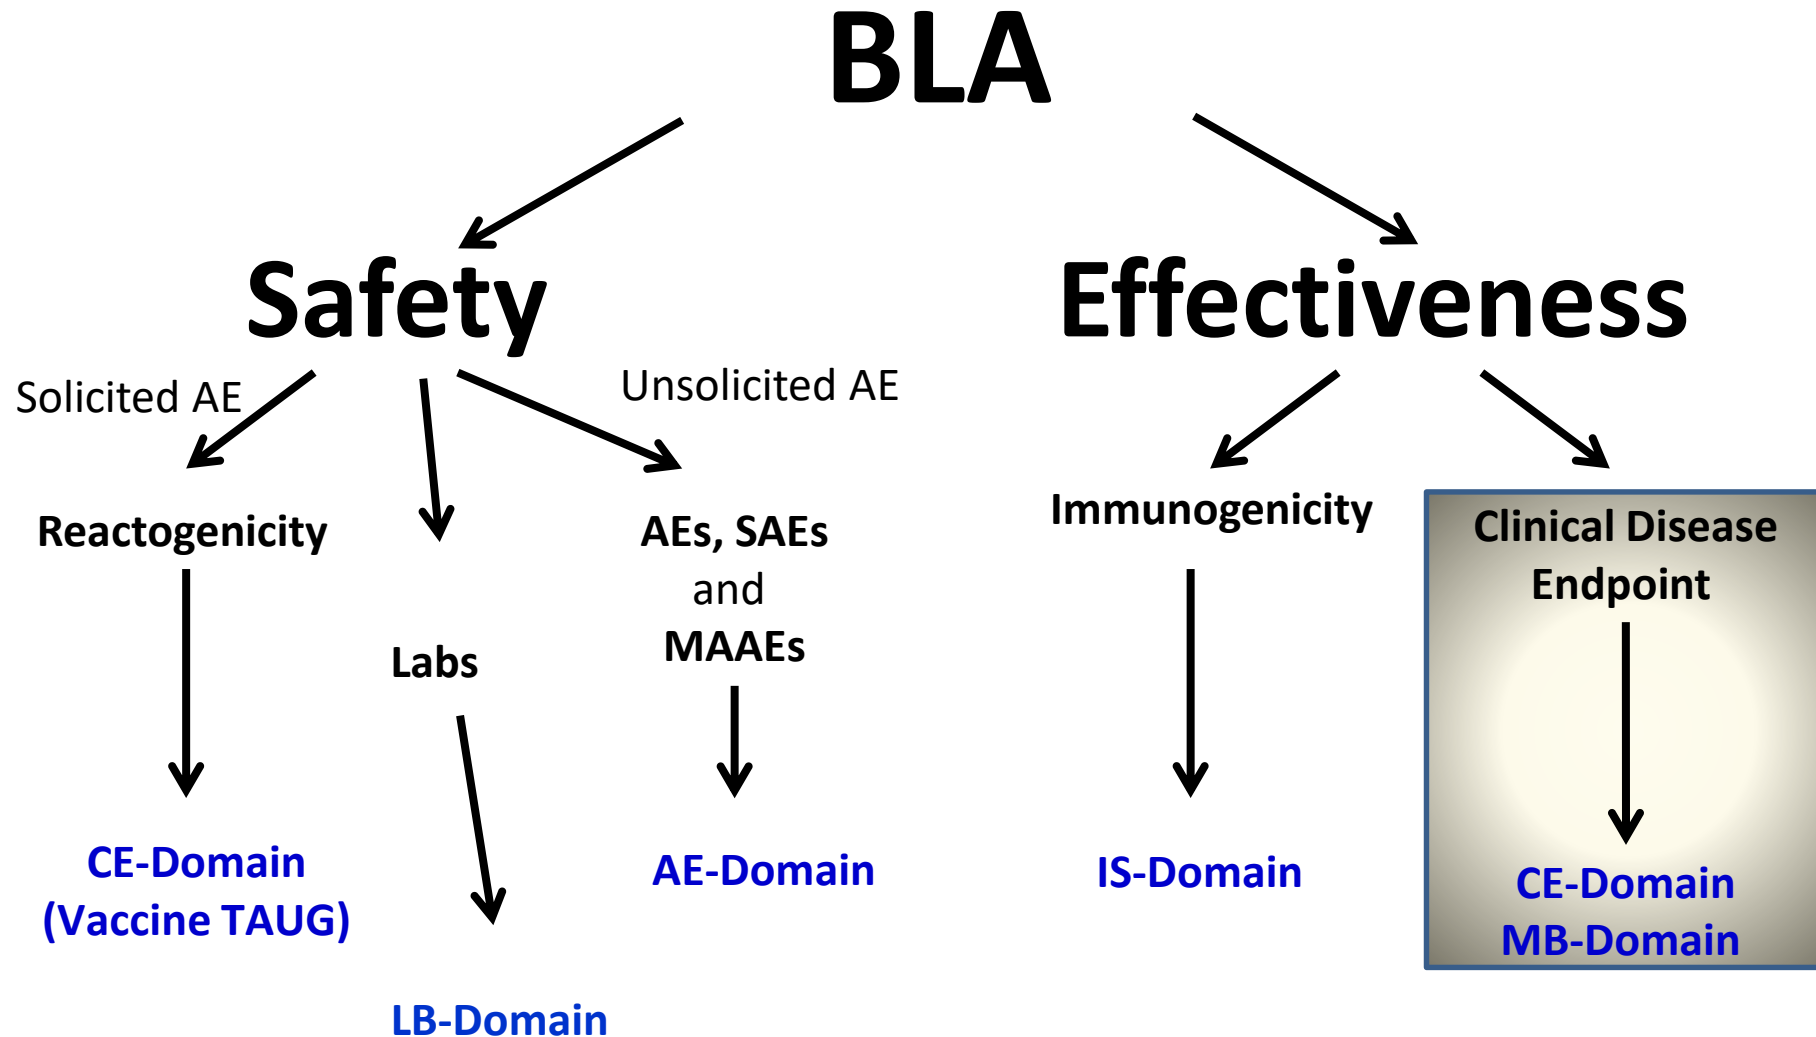 BLA
Safety
Effectiveness
Solicited AE
Unsolicited AE
Reactogenicity
Labs
AEs, SAEs
and
MAAEs
Immunogenicity
Clinical Disease
Endpoint
CE-Domain
(Vaccine TAUG)
LB-Domain
AE-Domain
IS-Domain
CE-Domain
MB-Domain